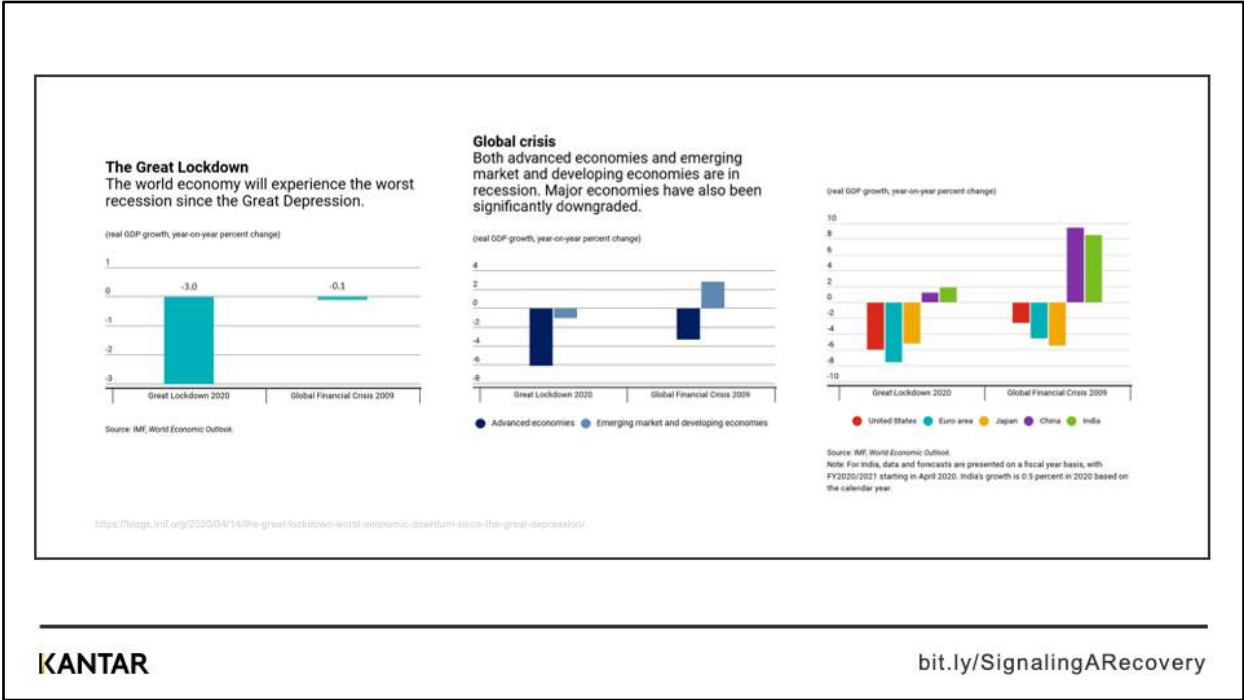 The Great Lockdown
The world economy will experience the worst
recession since the Great Depression.
(real GDP growth, year-on-year percent change)
1
0
-1
-2
-3
-3.0
-0.1
Great Lockdown 2020
Global Financial Crisis 2009
Source: IMF, World Economic Outlook.
Global crisis
Both advanced economies and emerging
market and developing economies are in
recession. Major economies have also been
significantly downgraded.
(real GDP growth, year-on-year percent change)
4
2
0
-2
-4
-6
-8
Great Lockdown 2020
Global Financial Crisis 2009
Advanced economies
Emerging market and developing economies
(real GDP growth, year-on-year percent change)
10
8
6
4
2
0
-2
-4
-6
-8
-10
Great Lockdown 2020
Global Financial Crisis 2009
United States
Euro area
Japan
China
India
Source: IMF, World Economic Outlook.
Note: For India, data and forecasts are presented on a fiscal year basis, with
FY2020/2021 starting in April 2020. India's growth is 0.5 percent in 2020 based on
the calendar year.
https://blogs.imf.org/2020/04/14/the-great-lockdown-worst-economic-downturn-since-the-great-depression/
KANTAR
bit.ly/SignalingARecovery